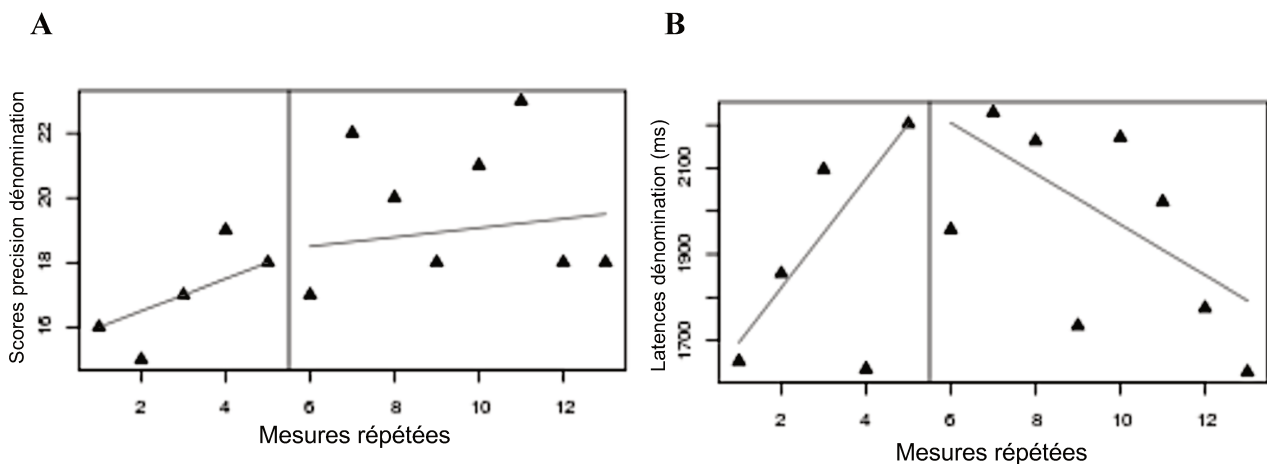 A
Scores precision dénomination
22
20
18
16
2 4 6 8 10 12
Mesures répétées
B
Latences dénomination (ms)
2100
1900
1700
2 4 6 8 10 12
Mesures répétées